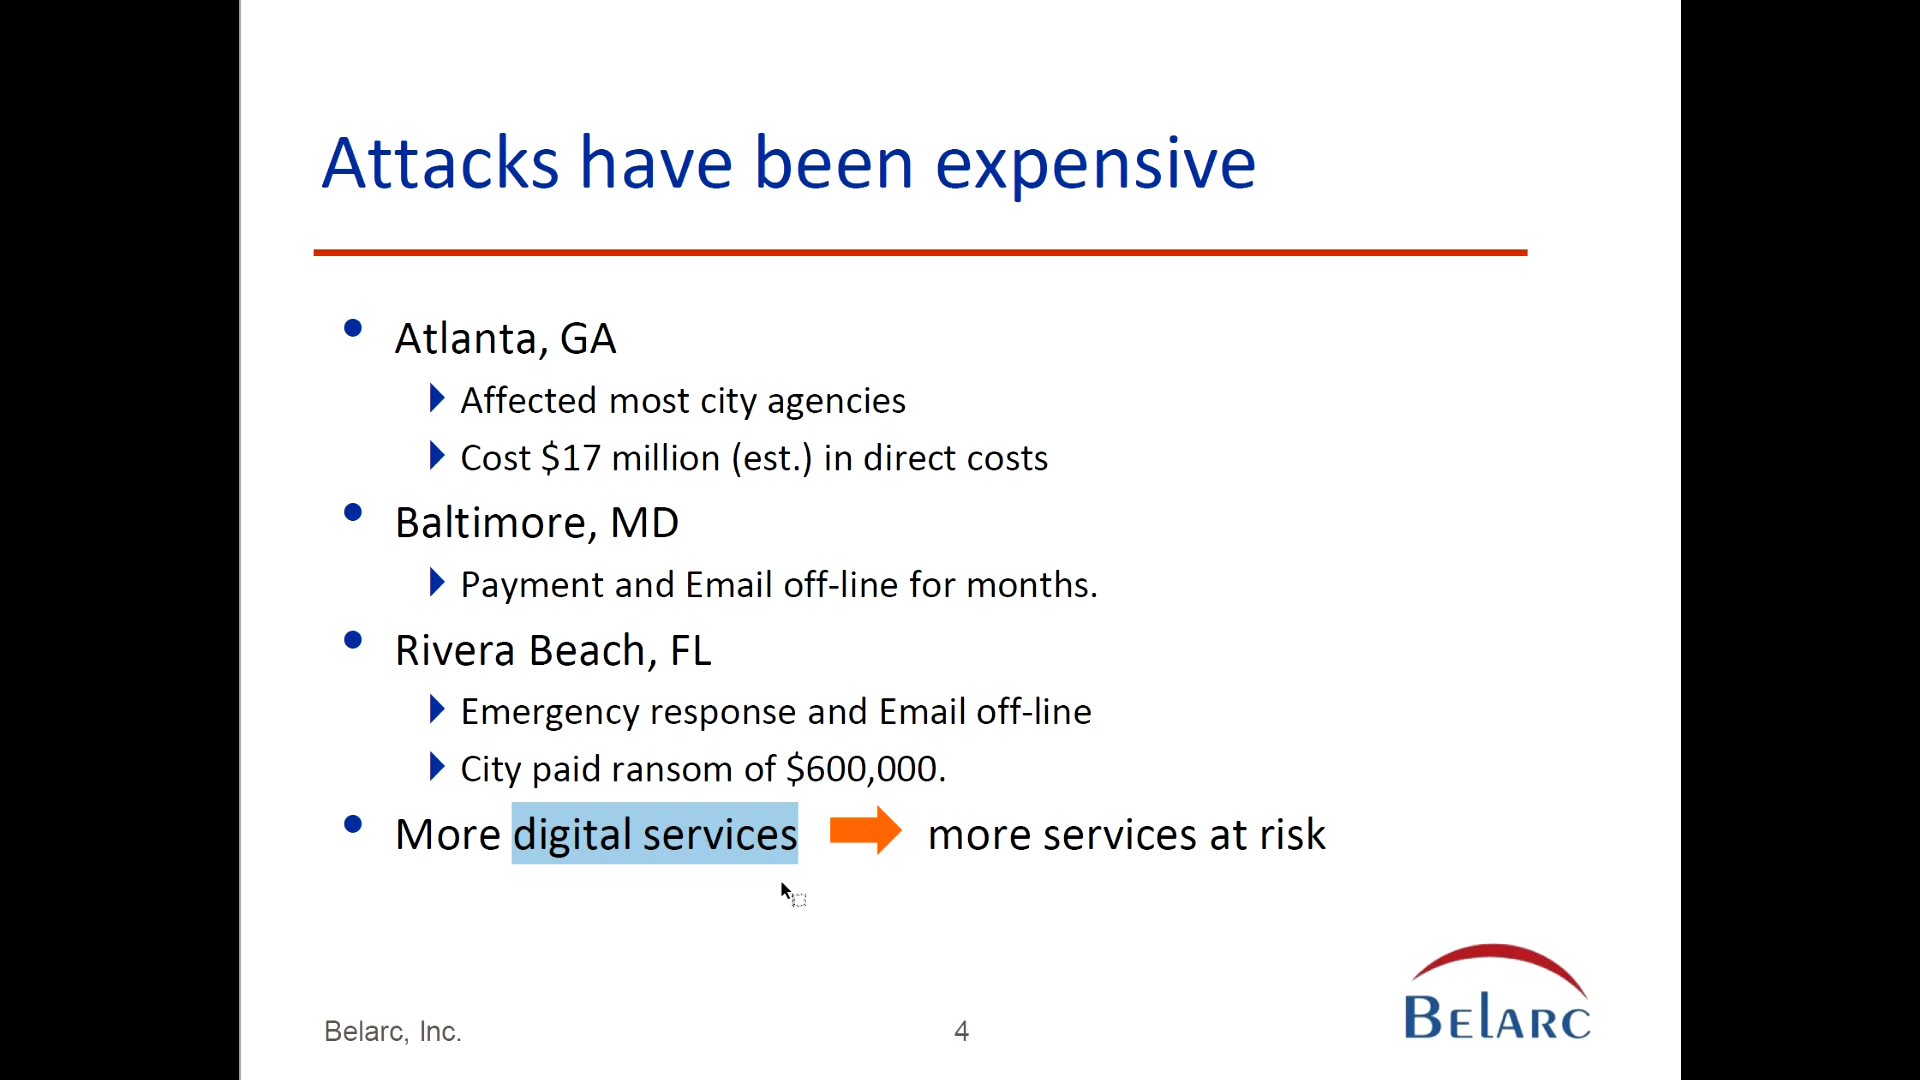 Attacks have been expensive
Atlanta, GA
Affected most city agencies
Cost $17 million (est.) in direct costs
Baltimore, MD
Payment and Email off-line for months.
Rivera Beach, FL
Emergency response and Email off-line
City paid ransom of $600,000.
More digital services more services at risk
Belarc, Inc.
4
BELARC